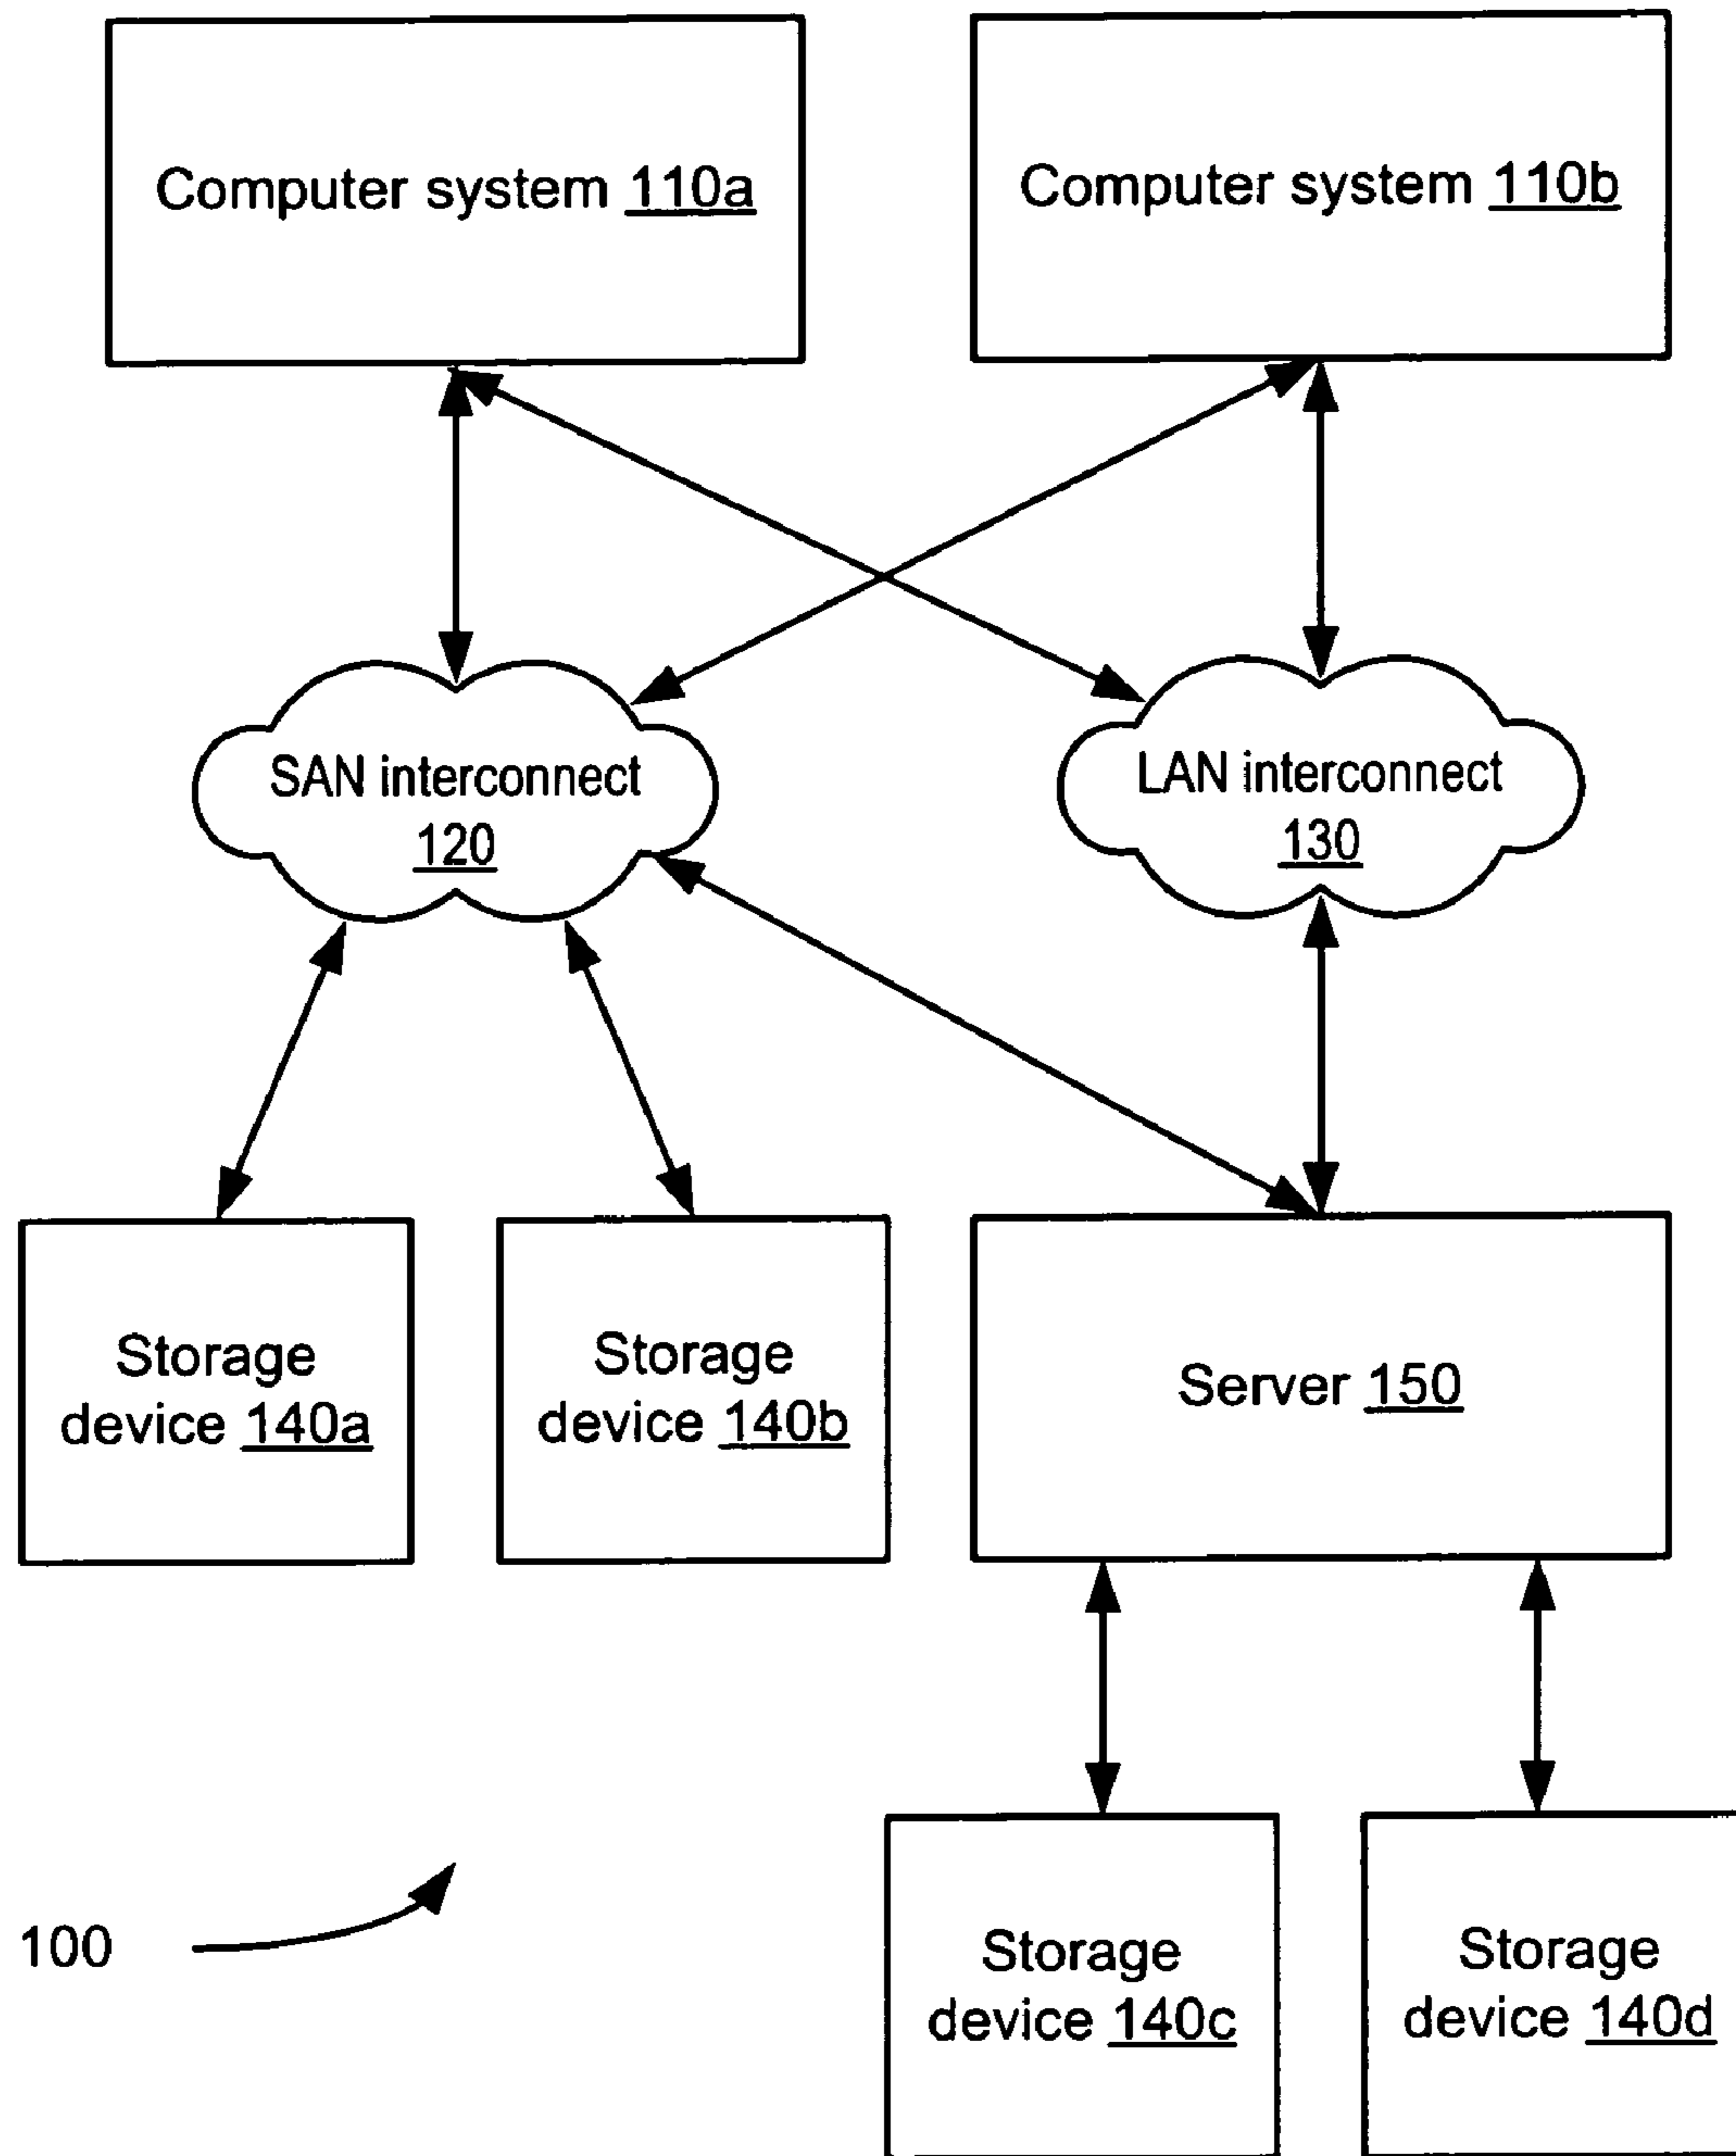 Computer system 110a
Computer system 110b
SAN interconnect
120
LAN interconnect
130
Storage
device 140a
Storage
device 140b
Server 150
100
Storage
device 140c
Storage
device 140d